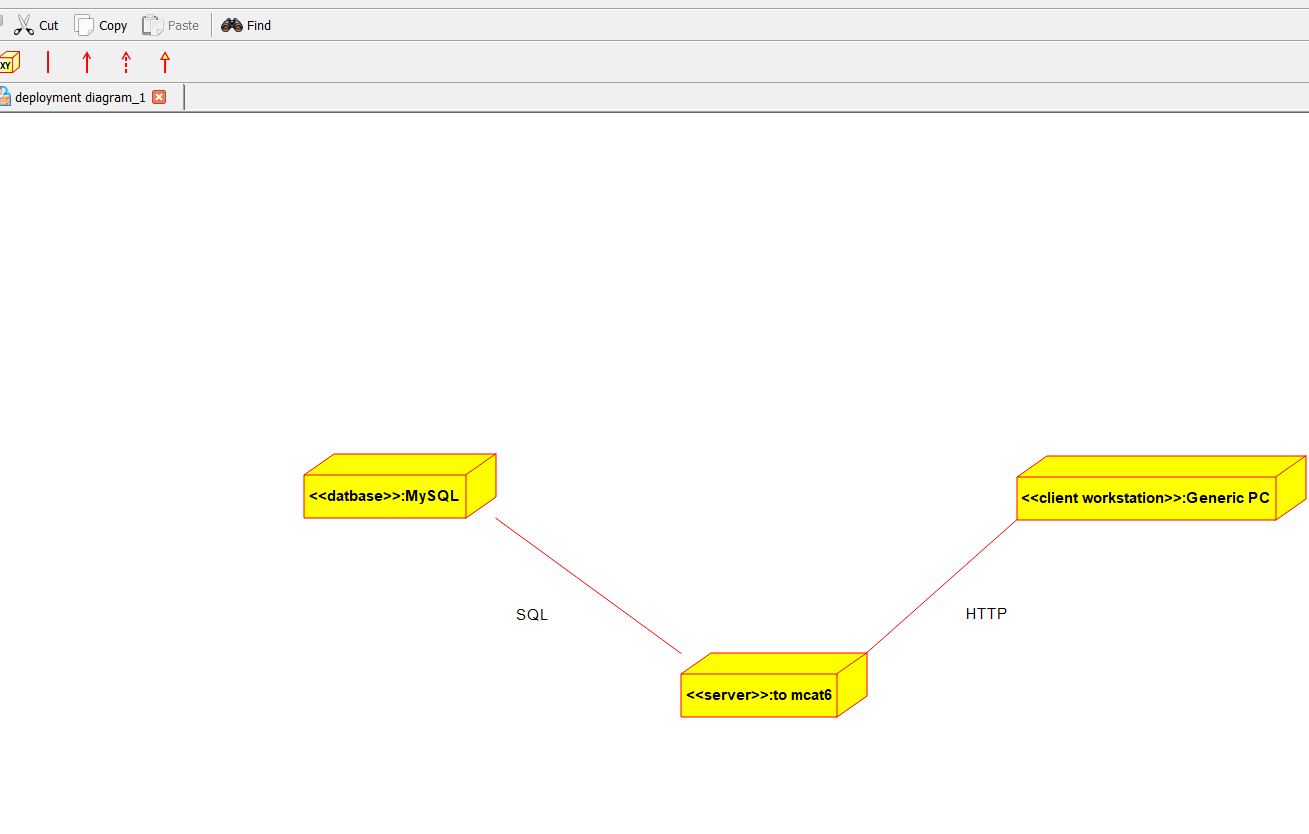 Cut Copy Paste Find
XY
deployment diagram_1
<<datbase>>:MySQL
<<client workstation>>:Generic PC
SQL
HTTP
<<server>>:to mcat6